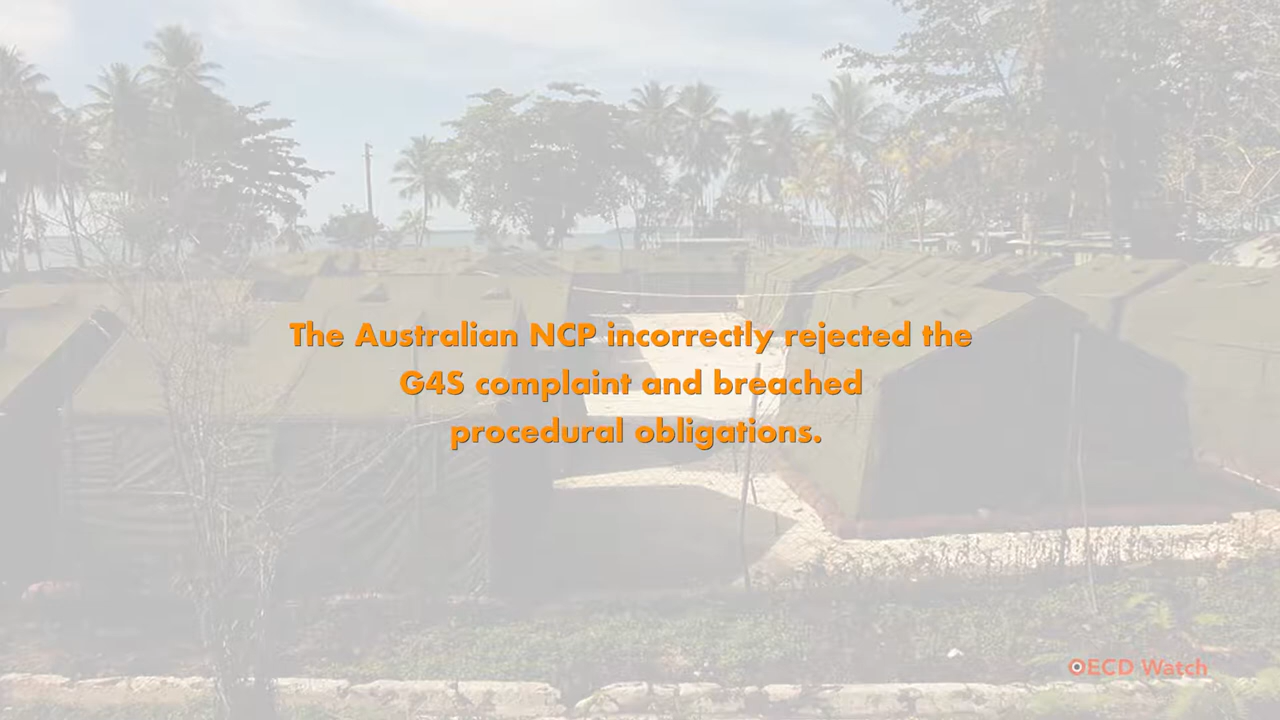 The Australian NCP incorrectly rejected the
G4S complaint and breached
procedural obligations.
OECD Watch